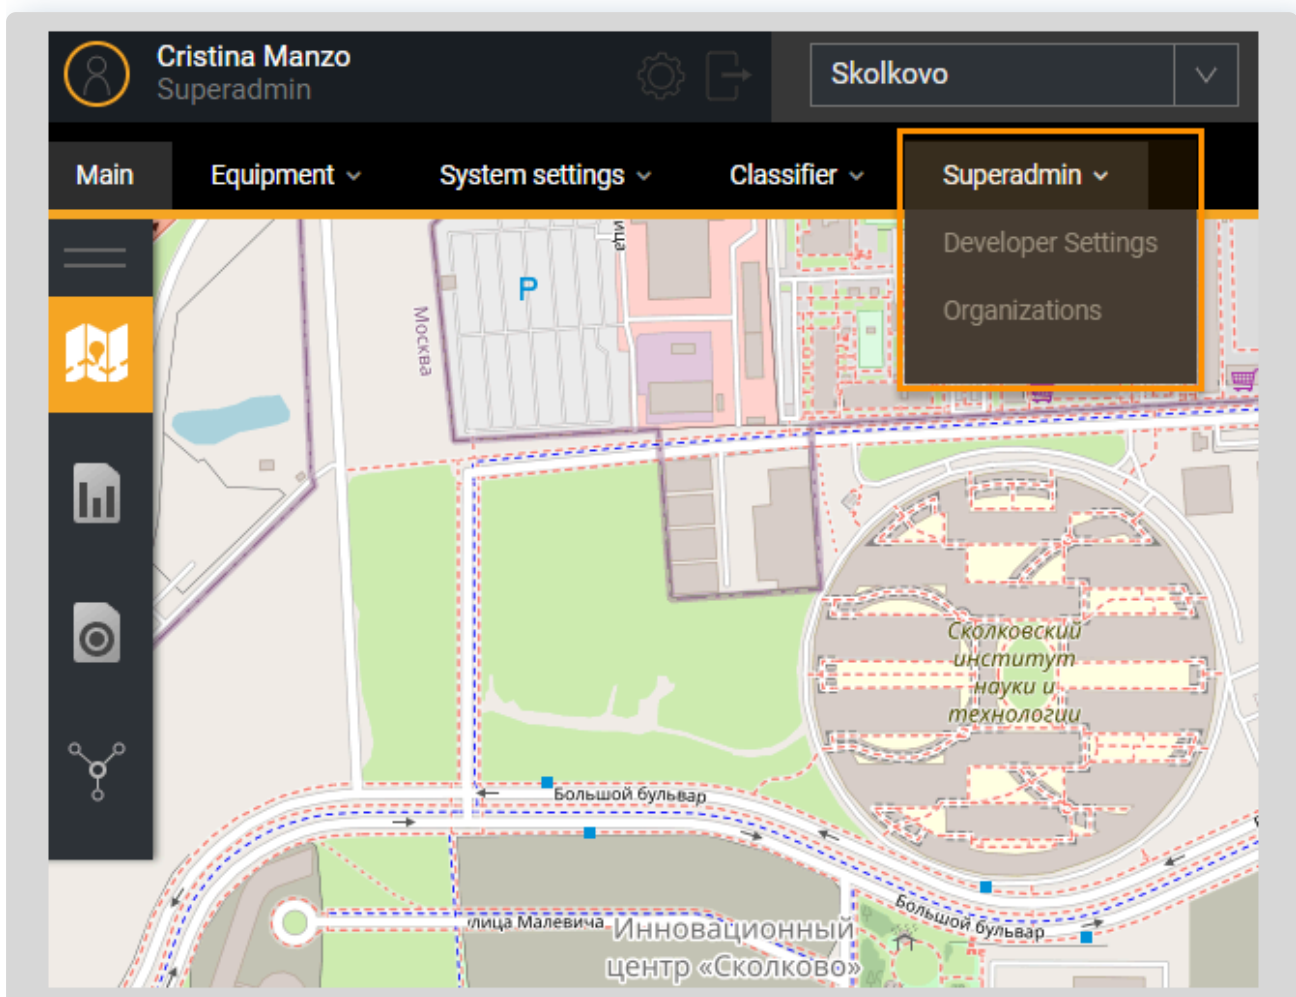 Cristina Manzo
Superadmin
Skolkovo
Main
Equipment
System settings
Classifier
Superadmin
Developer Settings
Organizations
P
Москва
Сколковский
институт
науки и
технологии
Большой бульвар
Большой бульвар
улица Малевича
Инновационный
центр «Сколково»